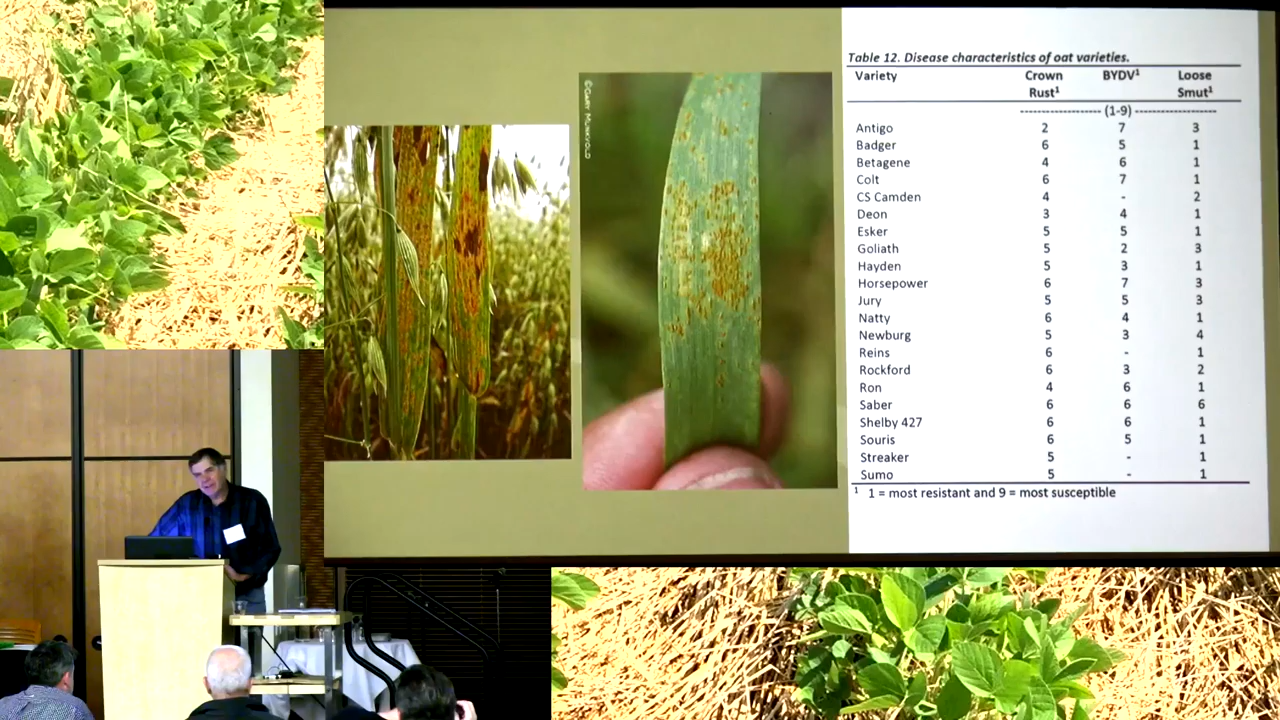 ©GARY MUNKVOLD
Table 12. Disease characteristics of oat varieties.
Variety Crown Rust¹ BYDV¹ Loose Smut¹
------------------- (1-9) ----------------
Antigo 2 7 3
Badger 6 5 1
Betagene 4 6 1
Colt 6 7 1
CS Camden 4 - 2
Deon 3 4 1
Esker 5 5 1
Goliath 5 2 3
Hayden 5 3 1
Horsepower 6 7 3
Jury 5 5 3
Natty 6 4 1
Newburg 5 3 4
Reins 6 - 1
Rockford 6 3 2
Ron 4 6 1
Saber 6 6 6
Shelby 427 6 6 1
Souris 6 5 1
Streaker 5 - 1
Sumo 5 - 1
¹ 1 = most resistant and 9 = most susceptible